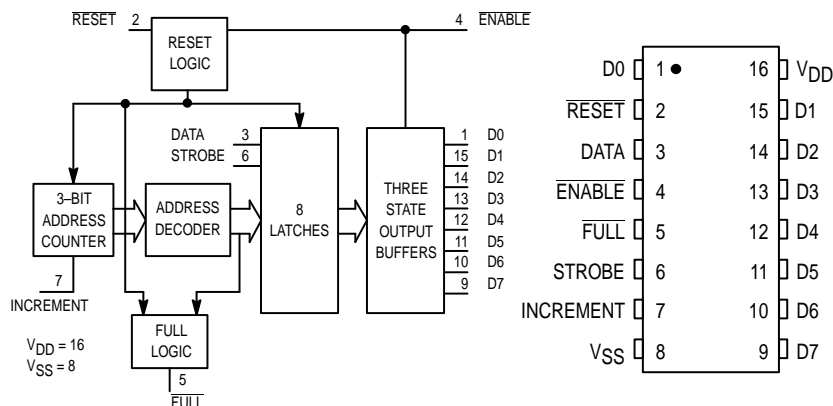 RESET 2
RESET
LOGIC
4 ENABLE
DATA 3
STROBE 6
3–BIT
ADDRESS
COUNTER
ADDRESS
DECODER
8
LATCHES
THREE
STATE
OUTPUT
BUFFERS
1 D0
15 D1
14 D2
13 D3
12 D4
11 D5
10 D6
9 D7
7
INCREMENT
FULL
LOGIC
5
FULL
VDD = 16
VSS = 8
D0 1 16 VDD
RESET 2 15 D1
DATA 3 14 D2
ENABLE 4 13 D3
FULL 5 12 D4
STROBE 6 11 D5
INCREMENT 7 10 D6
VSS 8 9 D7